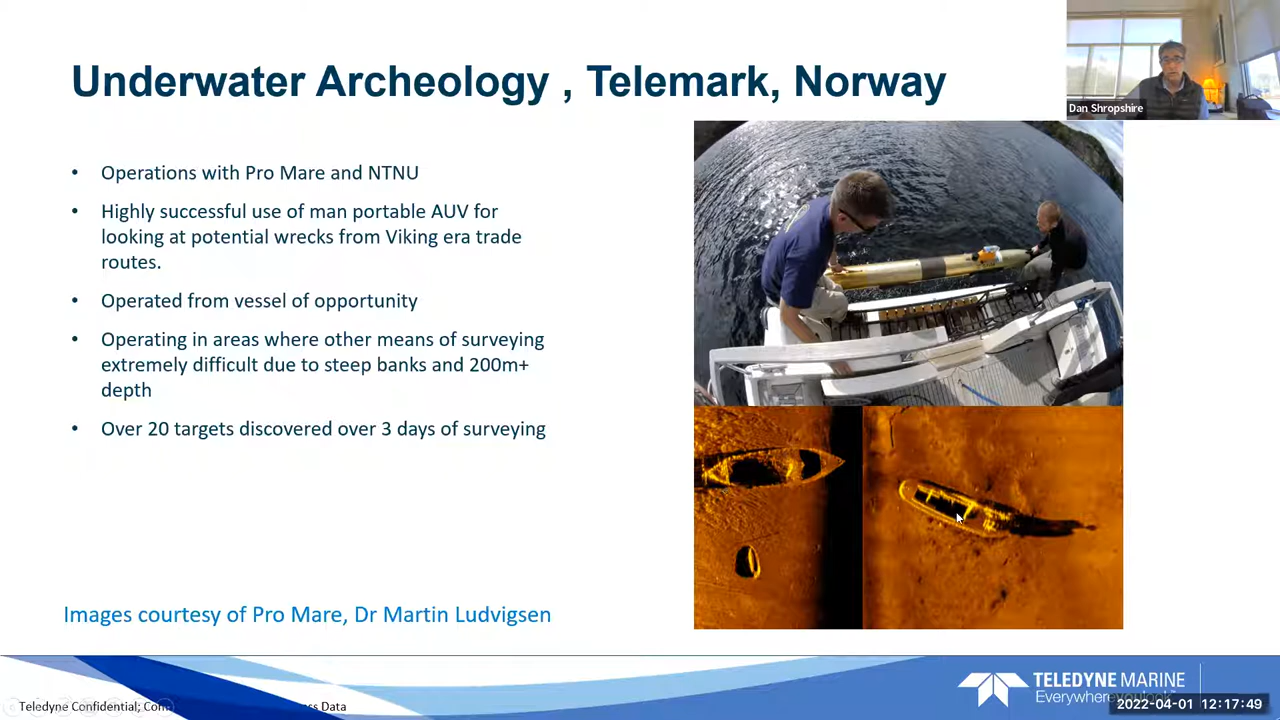 Underwater Archeology , Telemark, Norway
Dan Shropshire
• Operations with Pro Mare and NTNU
• Highly successful use of man portable AUV for
looking at potential wrecks from Viking era trade
routes.
• Operated from vessel of opportunity
• Operating in areas where other means of surveying
extremely difficult due to steep banks and 200m+
depth
• Over 20 targets discovered over 3 days of surveying
Images courtesy of Pro Mare, Dr Martin Ludvigsen
TELEDYNE MARINE
Everywhereyoulook
Teledyne Confidential; Data
2022-04-01 12:17:49